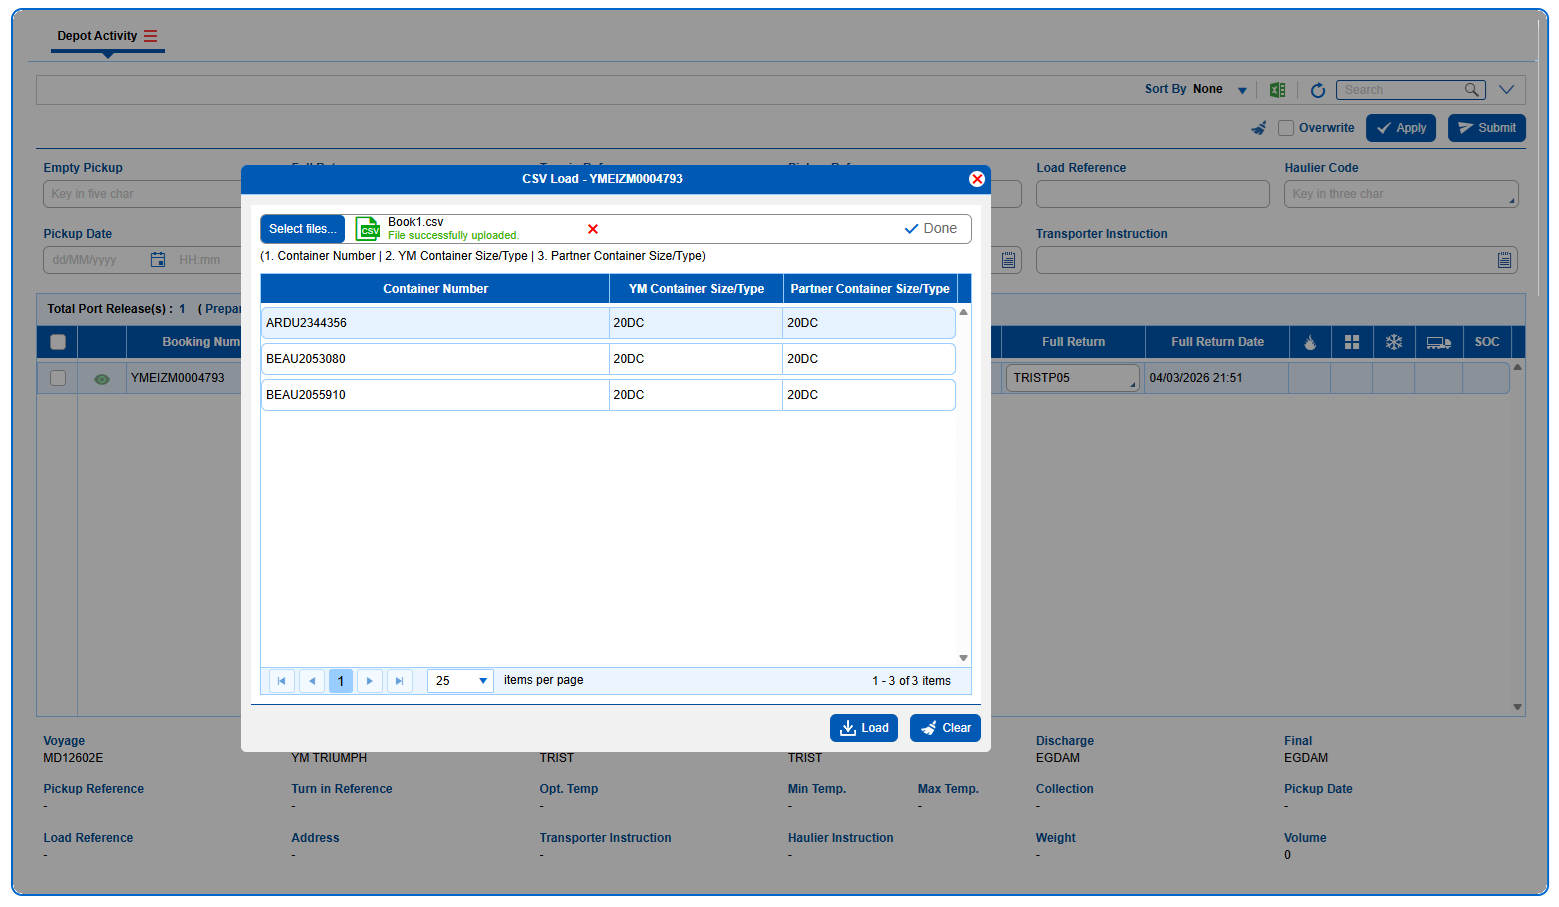 Depot Activity
Sort By None
Search
Overwrite Apply Submit
Empty Pickup Load Reference Haulier Code
Key in five char Key in three char
Pickup Date Transporter Instruction
dd/MM/yyyy HH:mm
CSV Load - YMEIZM0004793
Select files... Book1.csv
File successfully uploaded.
Done
(1. Container Number | 2. YM Container Size/Type | 3. Partner Container Size/Type)
Container Number YM Container Size/Type Partner Container Size/Type
ARDU2344356 20DC 20DC
BEAU2053080 20DC 20DC
BEAU2055910 20DC 20DC
1 25 items per page 1 - 3 of 3 items
Load Clear
Total Port Release(s) : 1 ( Prepar
Booking Num Full Return Full Return Date SOC
YMEIZM0004793 TRISTP05 04/03/2026 21:51
Voyage Discharge Final
MD12602E YM TRIUMPH TRIST TRIST EGDAM EGDAM
Pickup Reference Turn in Reference Opt. Temp Min Temp. Max Temp. Collection Pickup Date
- - - - - - -
Load Reference Address Transporter Instruction Haulier Instruction Weight Volume
- - - - - 0